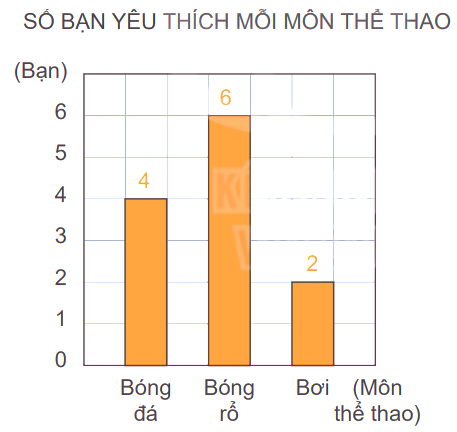 SỐ BẠN YÊU THÍCH MỖI MÔN THỂ THAO
(Bạn)
6
5
4
3
2
1
0
4
6
2
Bóng đá
Bóng rổ
Bơi
(Môn thể thao)